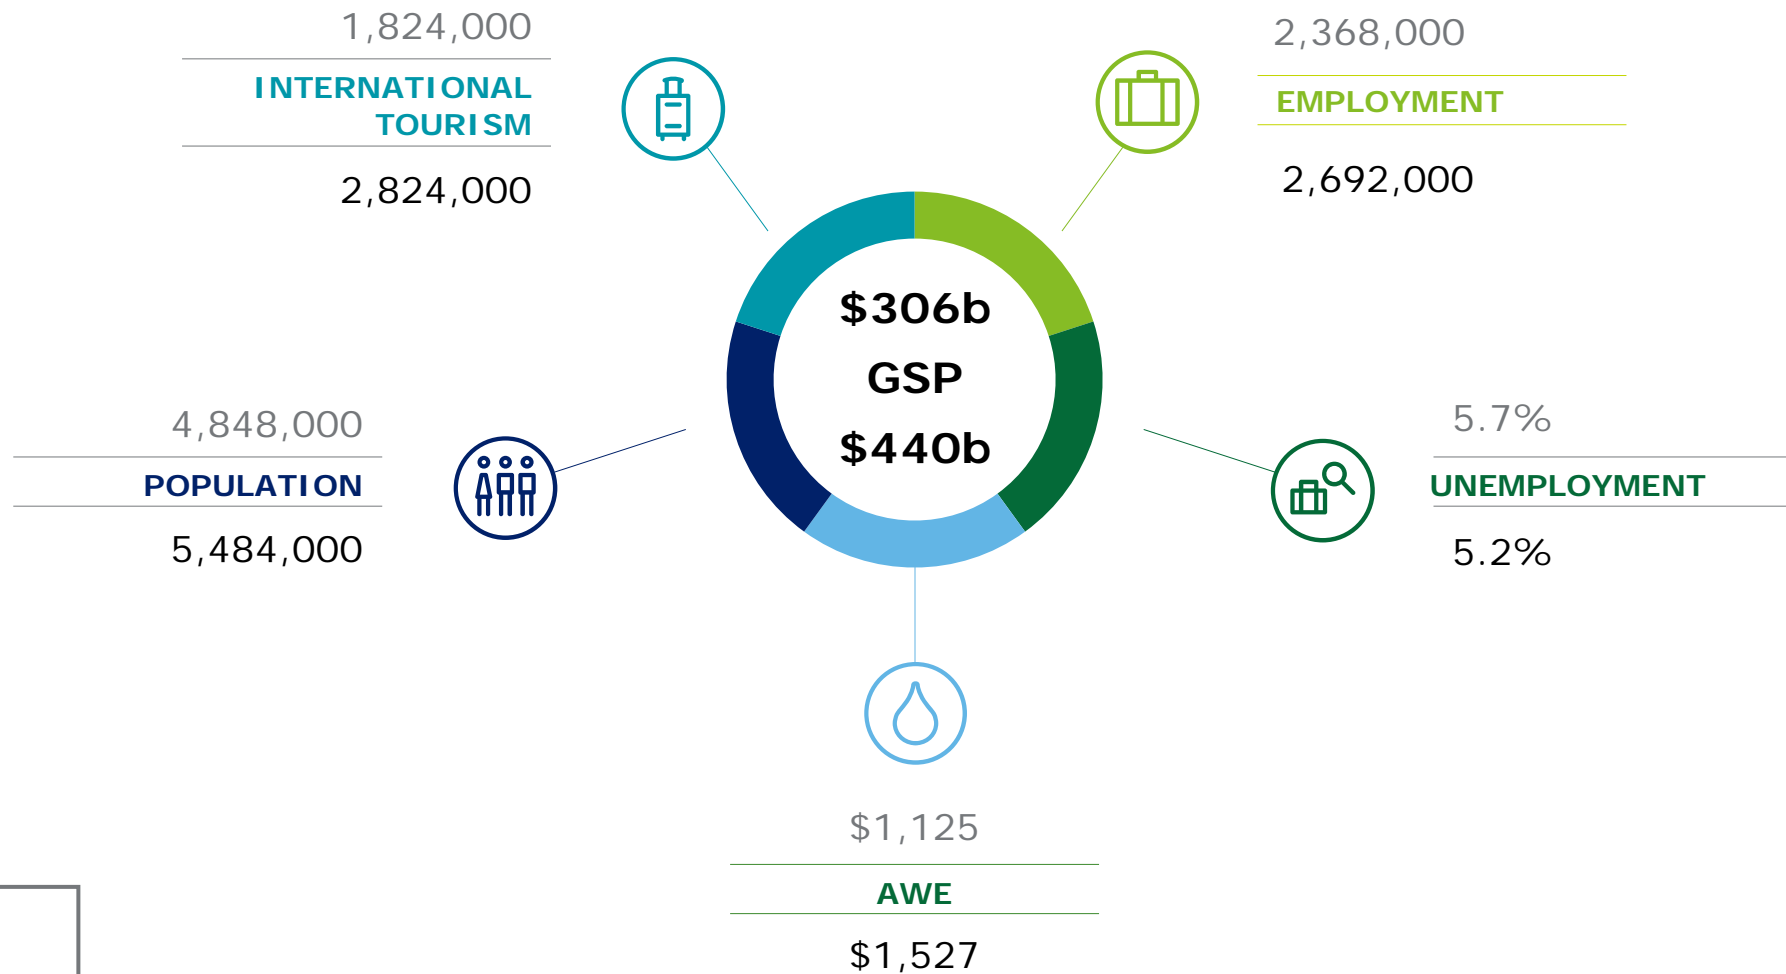 1,824,000
INTERNATIONAL
TOURISM
2,824,000
2,368,000
EMPLOYMENT
2,692,000
$306b
GSP
$440b
4,848,000
POPULATION
5,484,000
5.7%
UNEMPLOYMENT
5.2%
$1,125
AWE
$1,527